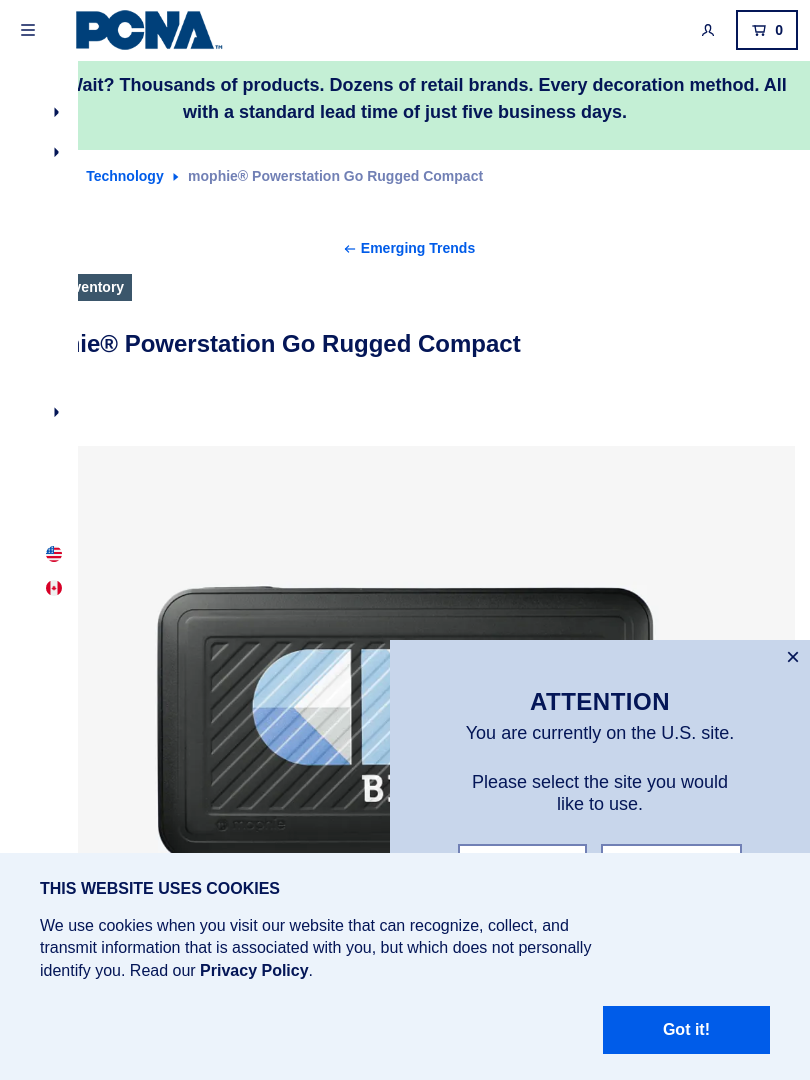 PCNA™
0
Wait? Thousands of products. Dozens of retail brands. Every decoration method. All
with a standard lead time of just five business days.
Technology
mophie® Powerstation Go Rugged Compact
← Emerging Trends
® Powerstation Go Rugged Compact
mophie
ATTENTION
You are currently on the U.S. site.
Please select the site you would
like to use.
THIS WEBSITE USES COOKIES
We use cookies when you visit our website that can recognize, collect, and
transmit information that is associated with you, but which does not personally
identify you. Read our Privacy Policy.
Got it!